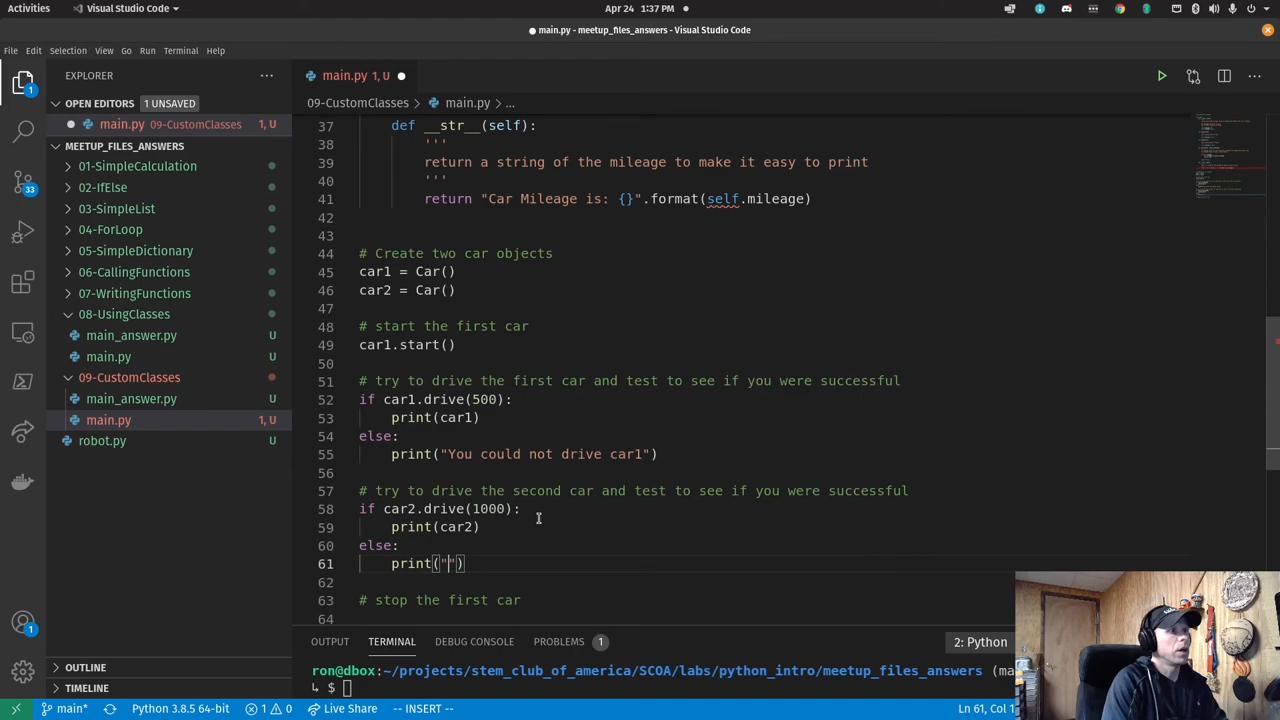 Visual Studio Code
Apr 24 1:37 PM
main.py - meetup_files_answers - Visual Studio Code
File Edit Selection View Go Run Terminal Help
EXPLORER
main.py 1, U
OPEN EDITORS 1 UNSAVED
09-CustomClasses > main.py > ...
main.py 09-CustomClasses 1, U
MEETUP_FILES_ANSWERS
01-SimpleCalculation
02-IfElse
03-SimpleList
04-ForLoop
05-SimpleDictionary
06-CallingFunctions
07-WritingFunctions
08-UsingClasses
main_answer.py U
main.py U
09-CustomClasses
main_answer.py U
main.py 1, U
robot.py U
1
33
1
OUTLINE
TIMELINE
37 def __str__(self):
38 '''
39 return a string of the mileage to make it easy to print
40 '''
41 return "Car Mileage is: {}".format(self.mileage)
42
43
44 # Create two car objects
45 car1 = Car()
46 car2 = Car()
47
48 # start the first car
49 car1.start()
50
51 # try to drive the first car and test to see if you were successful
52 if car1.drive(500):
53 print(car1)
54 else:
55 print("You could not drive car1")
56
57 # try to drive the second car and test to see if you were successful
58 if car2.drive(1000):
59 print(car2)
60 else:
61 print("")
62
63 # stop the first car
64
OUTPUT TERMINAL DEBUG CONSOLE PROBLEMS 1
2: Python
ron@dbox:~/projects/stem_club_of_america/SCOA/labs/python_intro/meetup_files_answers (ma
↳ $
main* Python 3.8.5 64-bit 1 0 Live Share -- INSERT --
Ln 61, Col 1